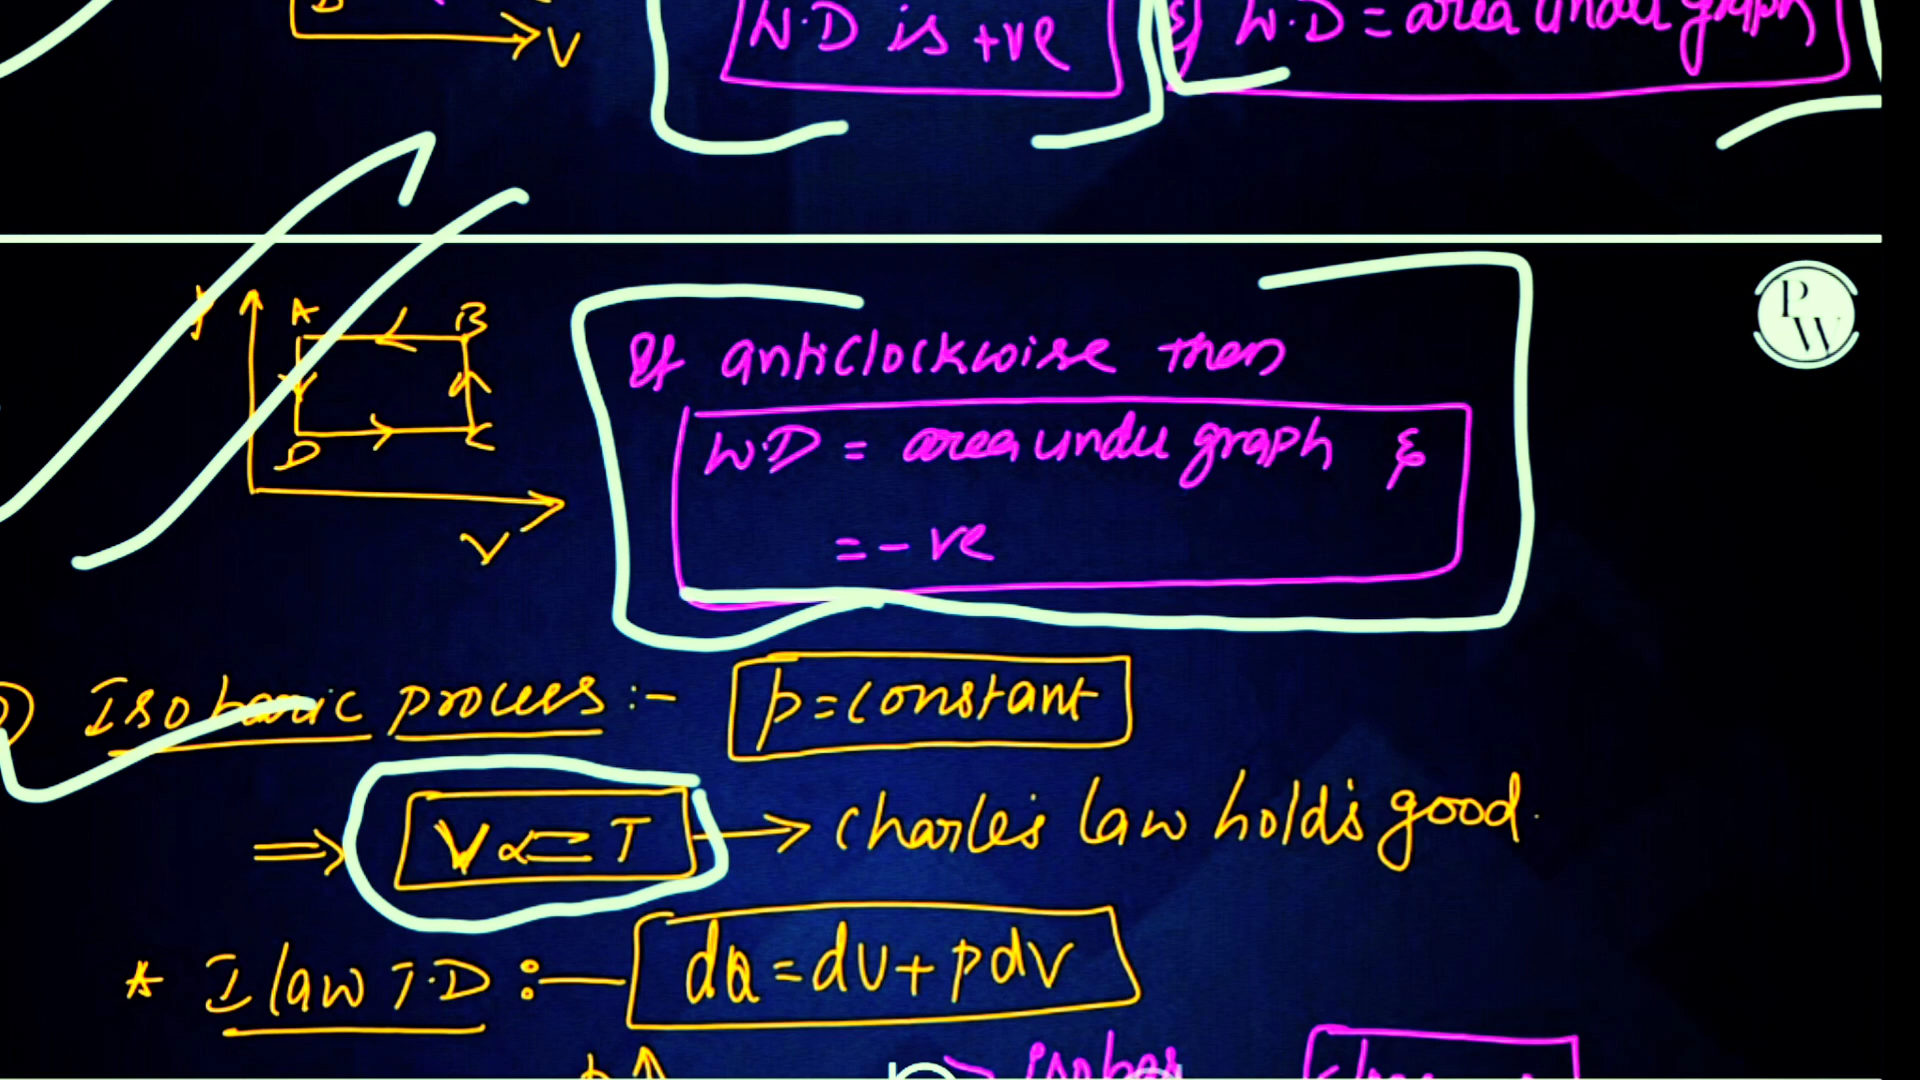 V
W.D is +ve
& W.D = area under graph
PW
A B
D C
V
If anticlockwise then
W.D = area under graph &
= - ve
Isobaric process :- p = constant
⇒ V ∝ T → Charles law holds good.
* I law T.D :- dQ = dU + pdv